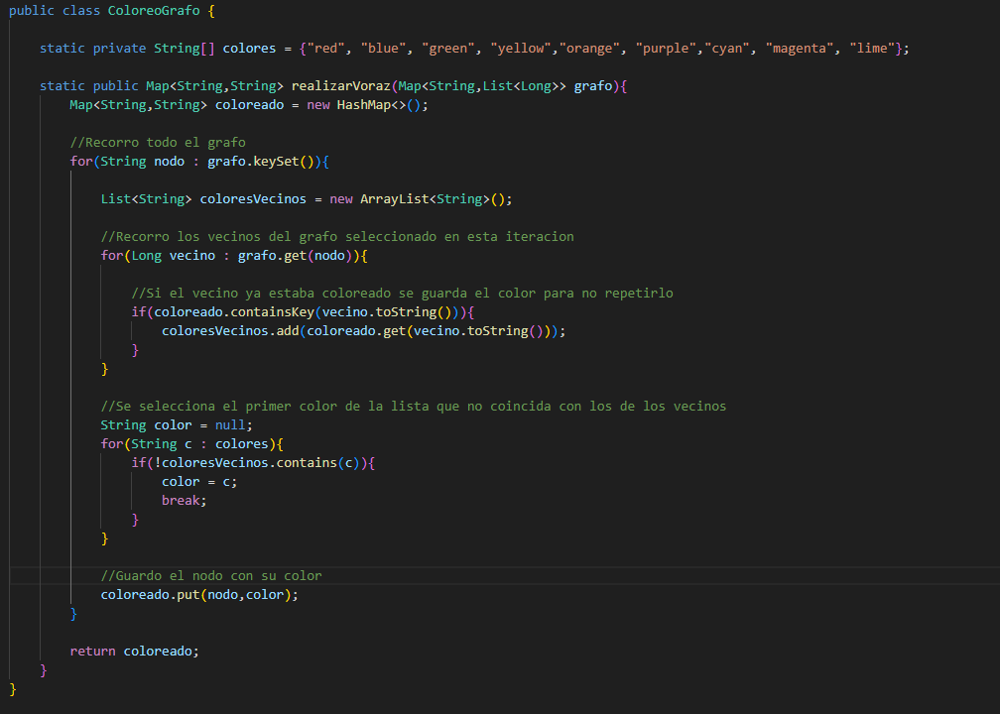 public class ColoreoGrafo {
static private String[] colores = {"red", "blue", "green", "yellow","orange", "purple","cyan", "magenta", "lime"};
static public Map<String,String> realizarVoraz(Map<String,List<Long>> grafo){
Map<String,String> coloreado = new HashMap<>();
//Recorro todo el grafo
for(String nodo : grafo.keySet()){
List<String> coloresVecinos = new ArrayList<String>();
//Recorro los vecinos del grafo seleccionado en esta iteracion
for(Long vecino : grafo.get(nodo)){
//Si el vecino ya estaba coloreado se guarda el color para no repetirlo
if(coloreado.containsKey(vecino.toString())){
coloresVecinos.add(coloreado.get(vecino.toString()));
}
}
//Se selecciona el primer color de la lista que no coincida con los de los vecinos
String color = null;
for(String c : colores){
if(!coloresVecinos.contains(c)){
color = c;
break;
}
}
//Guardo el nodo con su color
coloreado.put(nodo,color);
}
return coloreado;
}
}